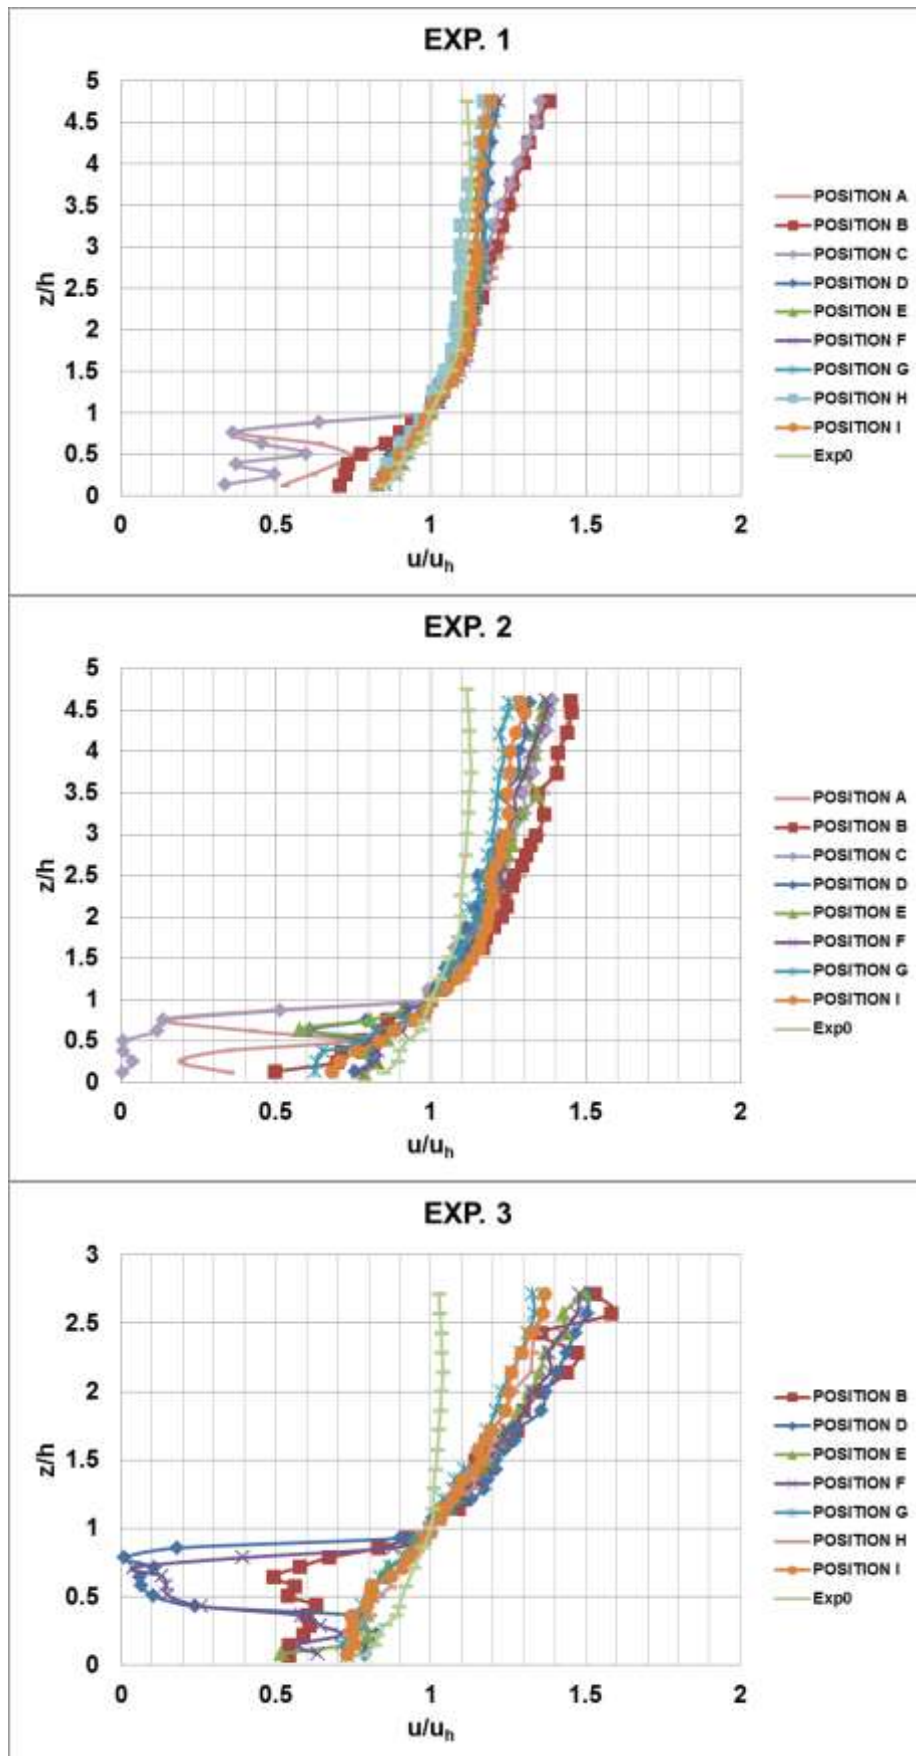 EXP. 1
z/h
5
4.5
4
3.5
3
2.5
2
1.5
1
0.5
0
0 0.5 1 1.5 2
u/uh
POSITION A
POSITION B
POSITION C
POSITION D
POSITION E
POSITION F
POSITION G
POSITION H
POSITION I
Exp0
EXP. 2
z/h
5
4.5
4
3.5
3
2.5
2
1.5
1
0.5
0
0 0.5 1 1.5 2
u/uh
POSITION A
POSITION B
POSITION C
POSITION D
POSITION E
POSITION F
POSITION G
POSITION I
Exp0
EXP. 3
z/h
3
2.5
2
1.5
1
0.5
0
0 0.5 1 1.5 2
u/uh
POSITION B
POSITION D
POSITION E
POSITION F
POSITION G
POSITION H
POSITION I
Exp0